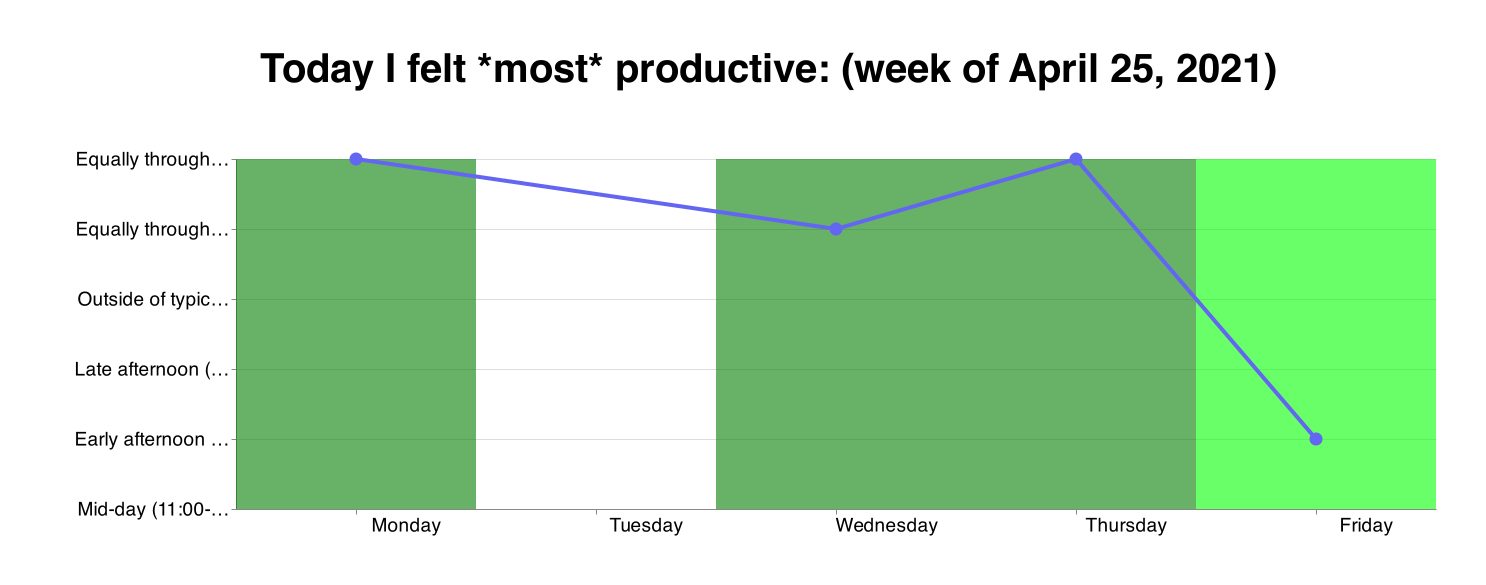 Today I felt *most* productive: (week of April 25, 2021)
Equally through…
Equally through…
Outside of typic…
Late afternoon (…
Early afternoon …
Mid-day (11:00-…
Monday Tuesday Wednesday Thursday Friday